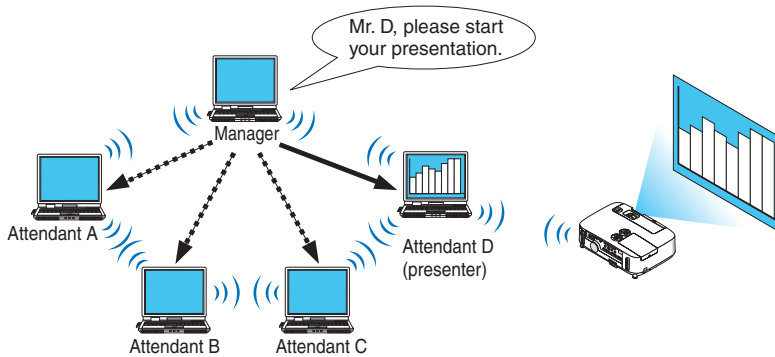 Mr. D, please start
your presentation.
Manager
Attendant A
Attendant D
(presenter)
Attendant B
Attendant C